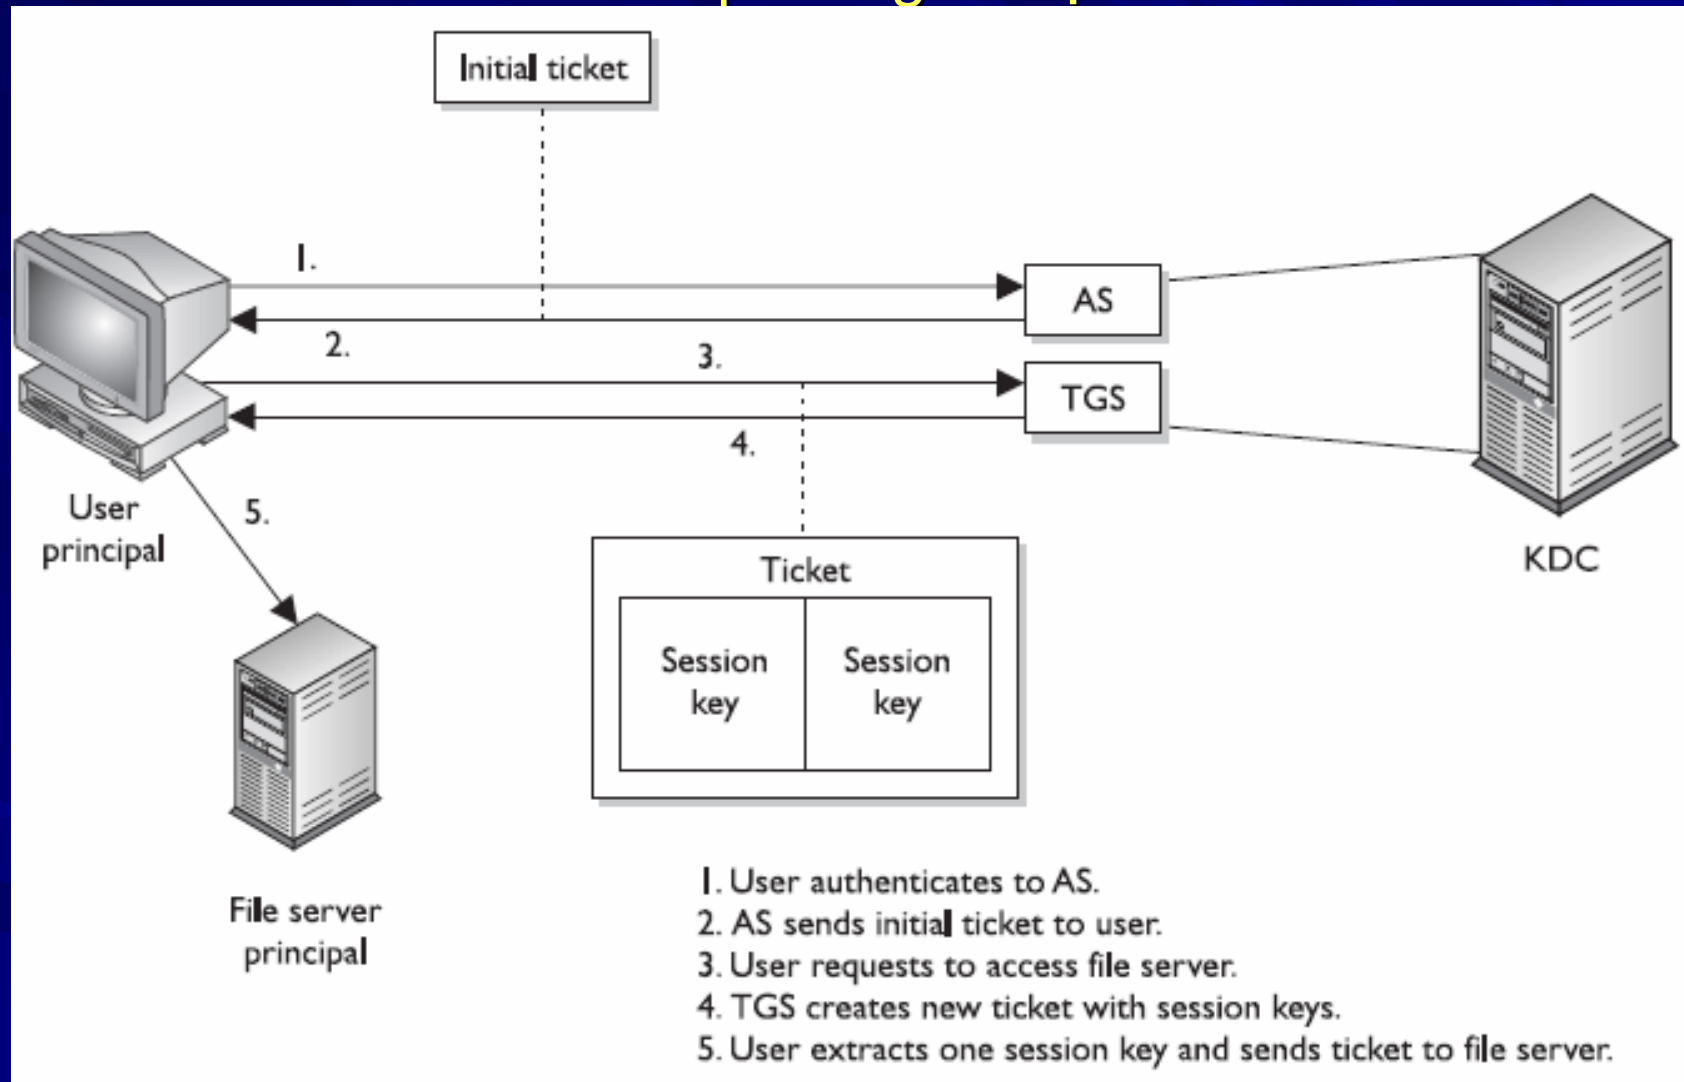 Initial ticket
1.
AS
2.
3.
TGS
4.
User
principal
5.
KDC
Ticket
Session
key
Session
key
File server
principal
1. User authenticates to AS.
2. AS sends initial ticket to user.
3. User requests to access file server.
4. TGS creates new ticket with session keys.
5. User extracts one session key and sends ticket to file server.